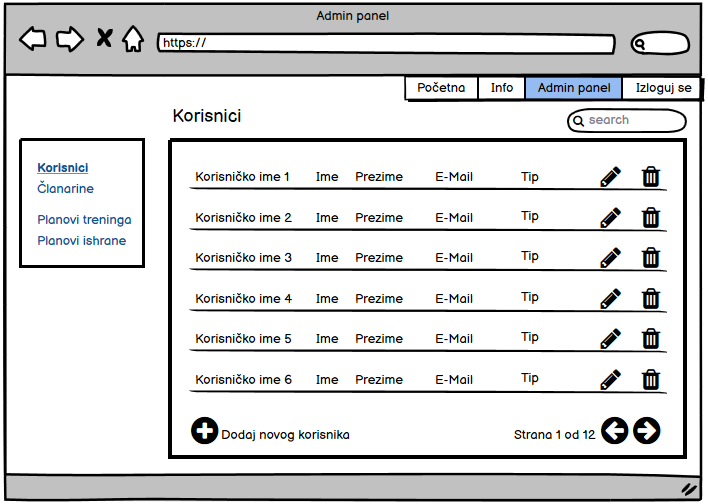 Admin panel
https://
Početna Info Admin panel Izloguj se
Korisnici
search
Korisnici
Članarine
Planovi treninga
Planovi ishrane
Korisničko ime 1 Ime Prezime E-Mail Tip
Korisničko ime 2 Ime Prezime E-Mail Tip
Korisničko ime 3 Ime Prezime E-Mail Tip
Korisničko ime 4 Ime Prezime E-Mail Tip
Korisničko ime 5 Ime Prezime E-Mail Tip
Korisničko ime 6 Ime Prezime E-Mail Tip
Dodaj novog korisnika
Strana 1 od 12